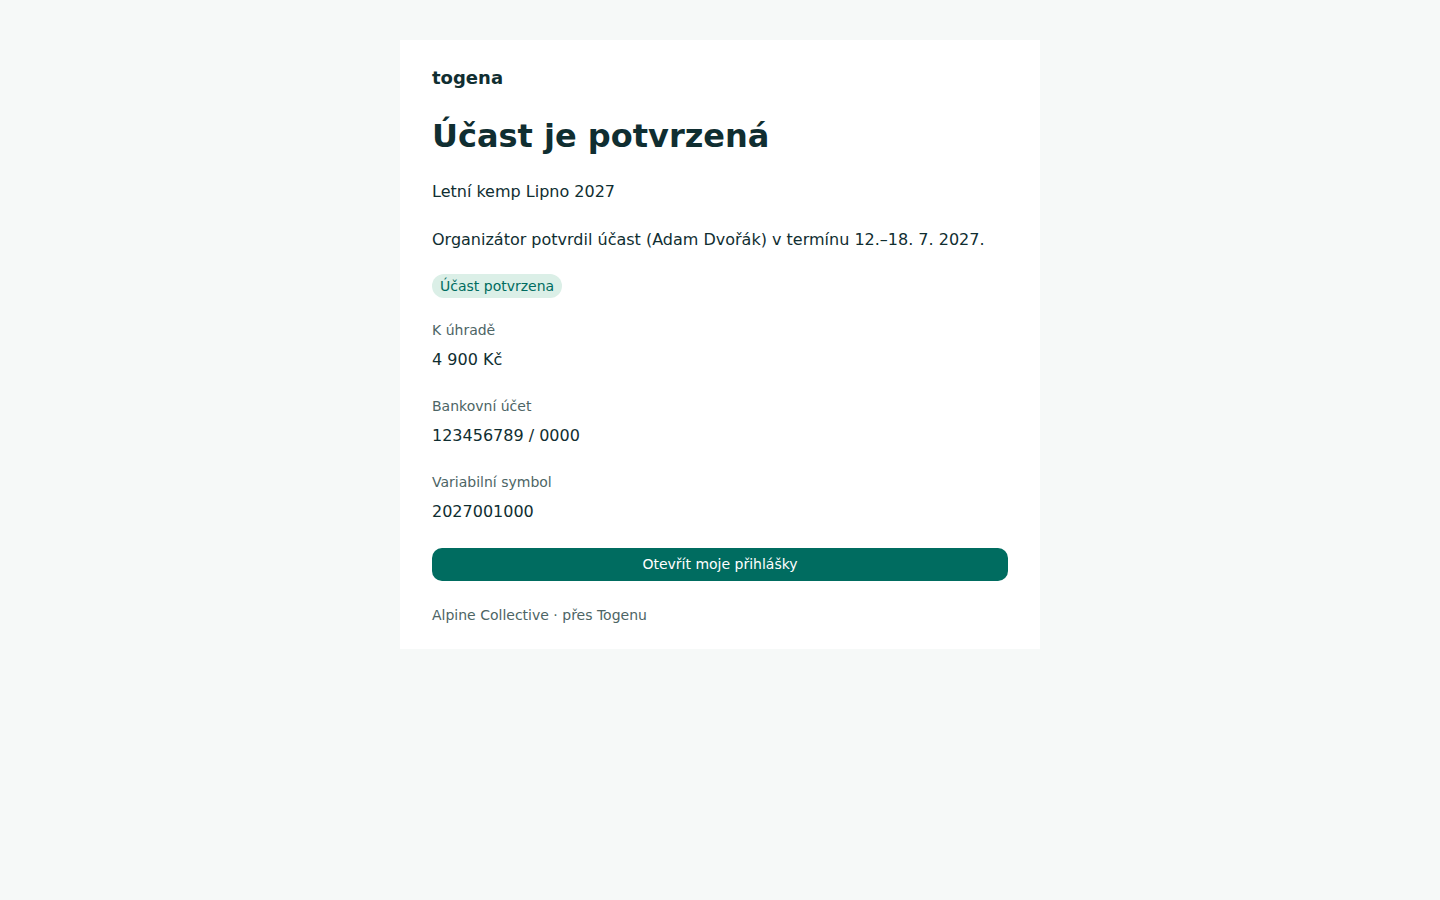 togena
Účast je potvrzená
Letní kemp Lipno 2027
Organizátor potvrdil účast (Adam Dvořák) v termínu 12.–18. 7. 2027.
Účast potvrzena
K úhradě
4 900 Kč
Bankovní účet
123456789 / 0000
Variabilní symbol
2027001000
Otevřít moje přihlášky
Alpine Collective · přes Togenu